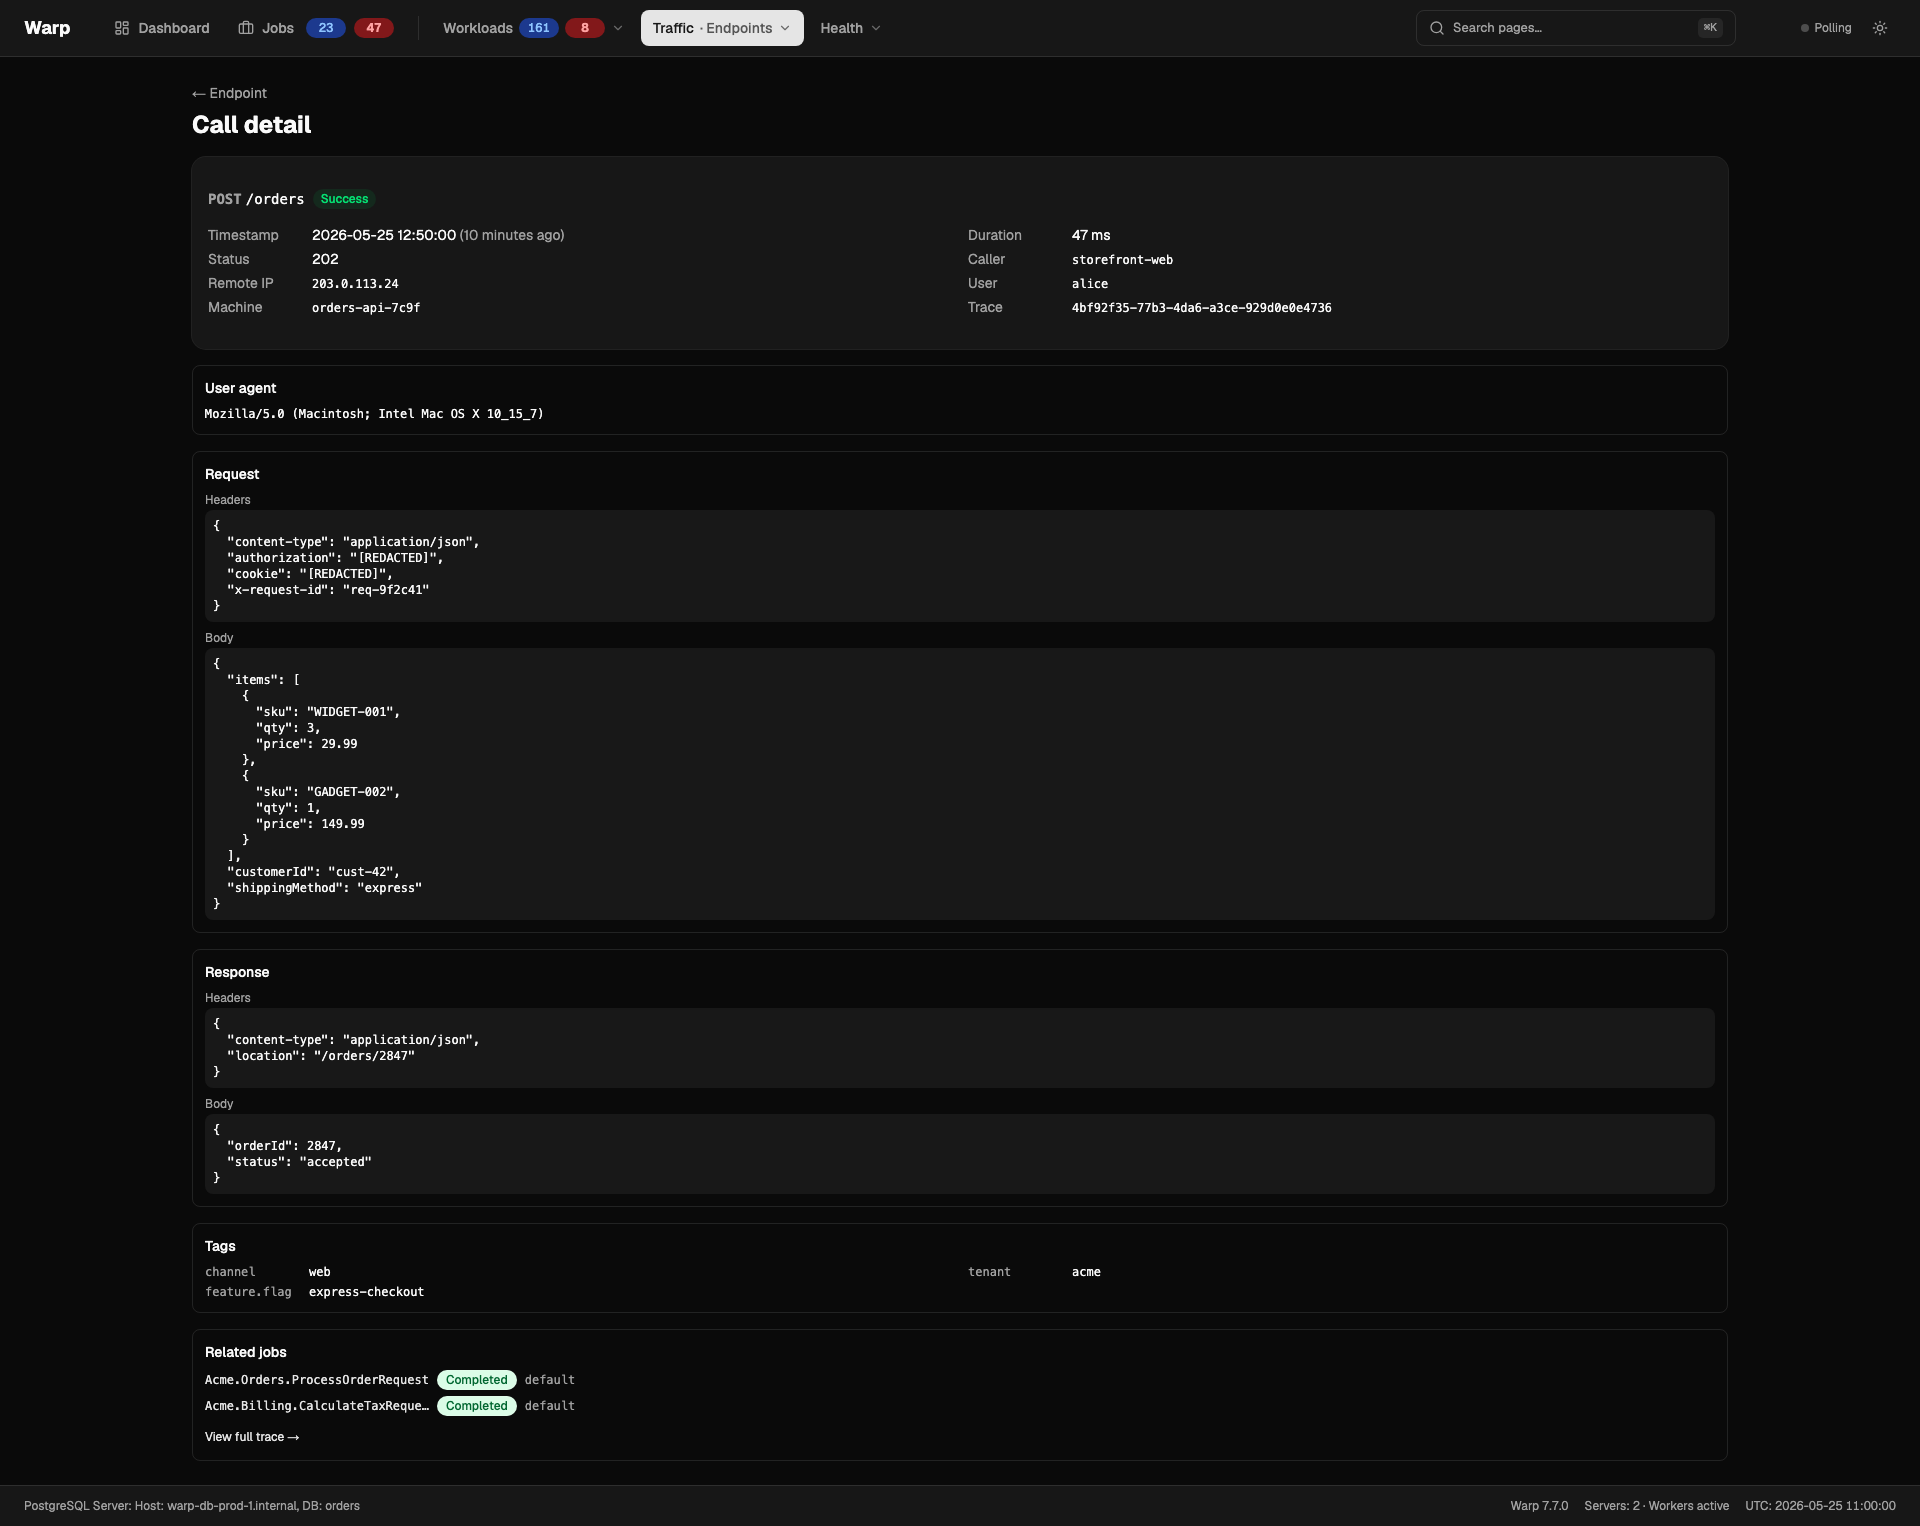 Warp Dashboard Jobs 23 47 Workloads 161 8 Traffic · Endpoints Health Search pages... ⌘K Polling
← Endpoint
Call detail
POST /orders Success
Timestamp 2026-05-25 12:50:00 (10 minutes ago) Duration 47 ms
Status 202 Caller storefront-web
Remote IP 203.0.113.24 User alice
Machine orders-api-7c9f Trace 4bf92f35-77b3-4da6-a3ce-929d0e0e4736
User agent
Mozilla/5.0 (Macintosh; Intel Mac OS X 10_15_7)
Request
Headers
{
  "content-type": "application/json",
  "authorization": "[REDACTED]",
  "cookie": "[REDACTED]",
  "x-request-id": "req-9f2c41"
}
Body
{
  "items": [
    {
      "sku": "WIDGET-001",
      "qty": 3,
      "price": 29.99
    },
    {
      "sku": "GADGET-002",
      "qty": 1,
      "price": 149.99
    }
  ],
  "customerId": "cust-42",
  "shippingMethod": "express"
}
Response
Headers
{
  "content-type": "application/json",
  "location": "/orders/2847"
}
Body
{
  "orderId": 2847,
  "status": "accepted"
}
Tags
channel web tenant acme
feature.flag express-checkout
Related jobs
Acme.Orders.ProcessOrderRequest Completed default
Acme.Billing.CalculateTaxReque… Completed default
View full trace →
PostgreSQL Server: Host: warp-db-prod-1.internal, DB: orders Warp 7.7.0 Servers: 2 · Workers active UTC: 2026-05-25 11:00:00